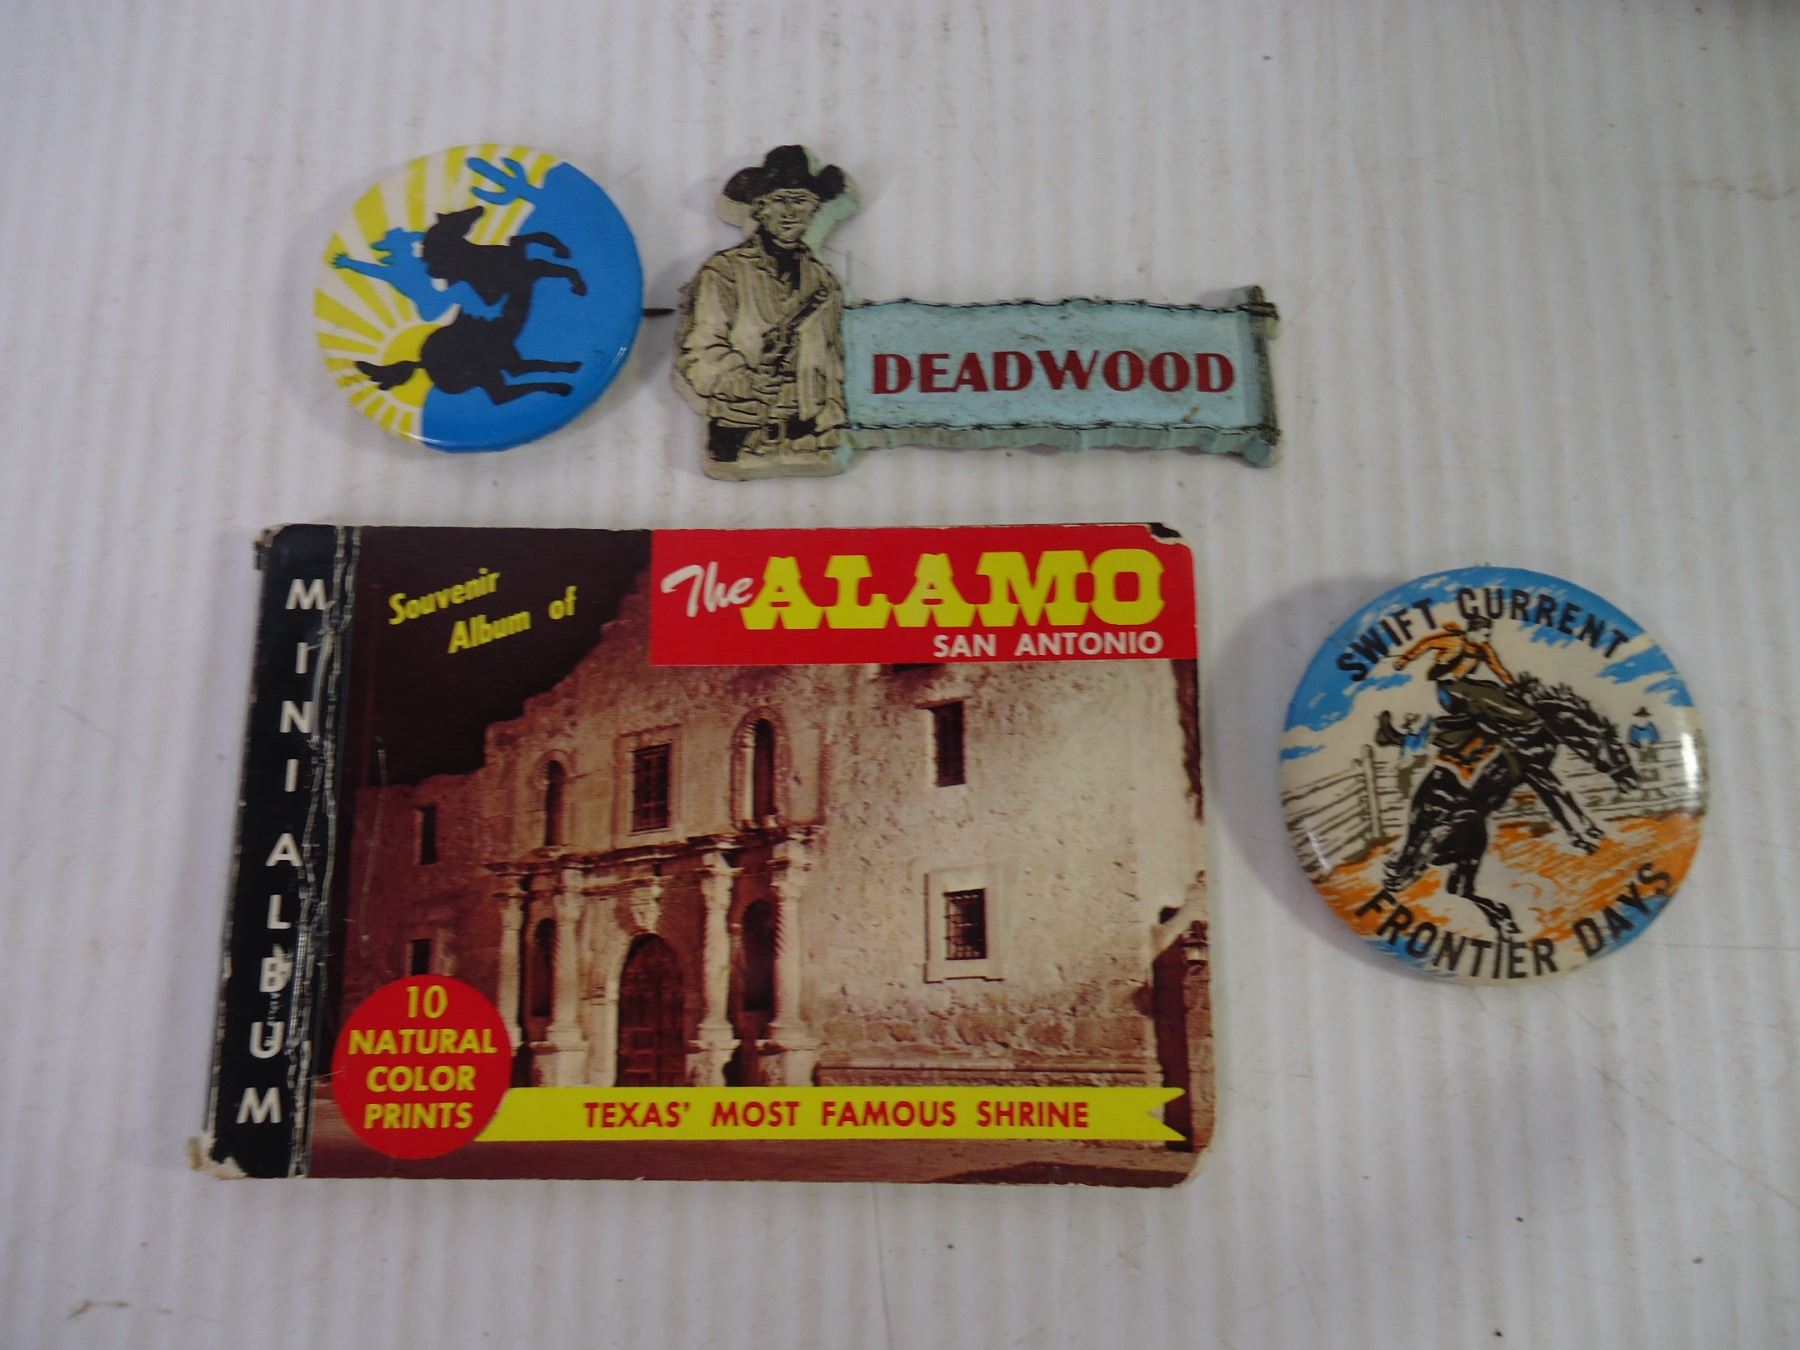 DEADWOOD
MINI ALBUM
Souvenir
Album of
The ALAMO
SAN ANTONIO
10
NATURAL
COLOR
PRINTS
TEXAS' MOST FAMOUS SHRINE
SWIFT CURRENT
FRONTIER DAYS